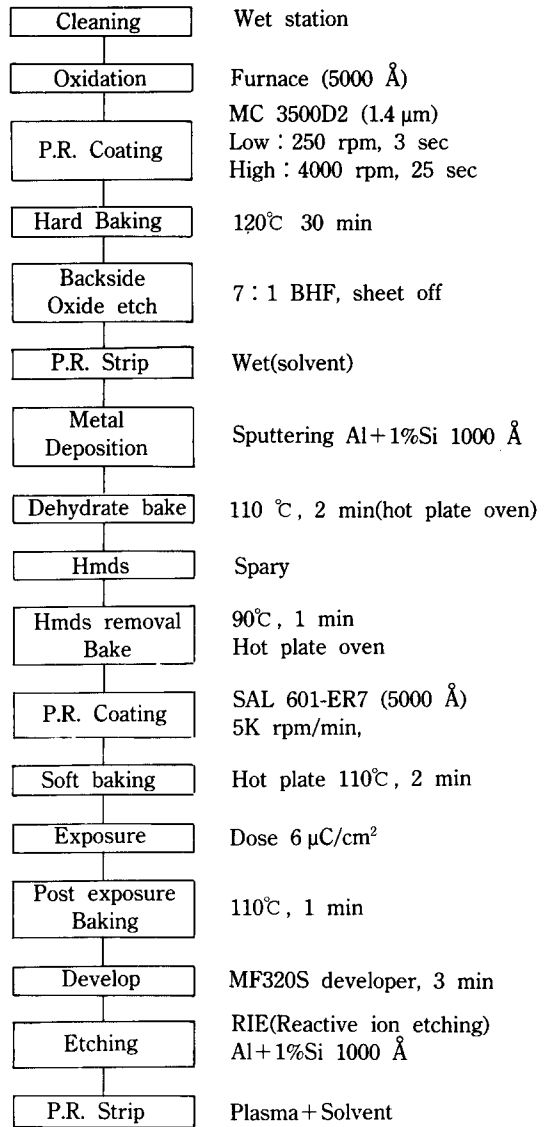 Cleaning
Wet station
Oxidation
Furnace (5000 Å)
P.R. Coating
MC 3500D2 (1.4 μm)
Low : 250 rpm, 3 sec
High : 4000 rpm, 25 sec
Hard Baking
120℃ 30 min
Backside
Oxide etch
7 : 1 BHF, sheet off
P.R. Strip
Wet(solvent)
Metal
Deposition
Sputtering Al+1%Si 1000 Å
Dehydrate bake
110 ℃, 2 min(hot plate oven)
Hmds
Spary
Hmds removal
Bake
90℃, 1 min
Hot plate oven
P.R. Coating
SAL 601-ER7 (5000 Å)
5K rpm/min,
Soft baking
Hot plate 110℃, 2 min
Exposure
Dose 6 μC/cm²
Post exposure
Baking
110℃, 1 min
Develop
MF320S developer, 3 min
Etching
RIE(Reactive ion etching)
Al+1%Si 1000 Å
P.R. Strip
Plasma+Solvent